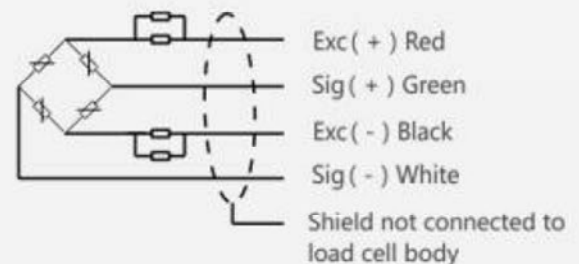 Exc( + ) Red
Sig( + ) Green
Exc( - ) Black
Sig( - ) White
Shield not connected to
load cell body